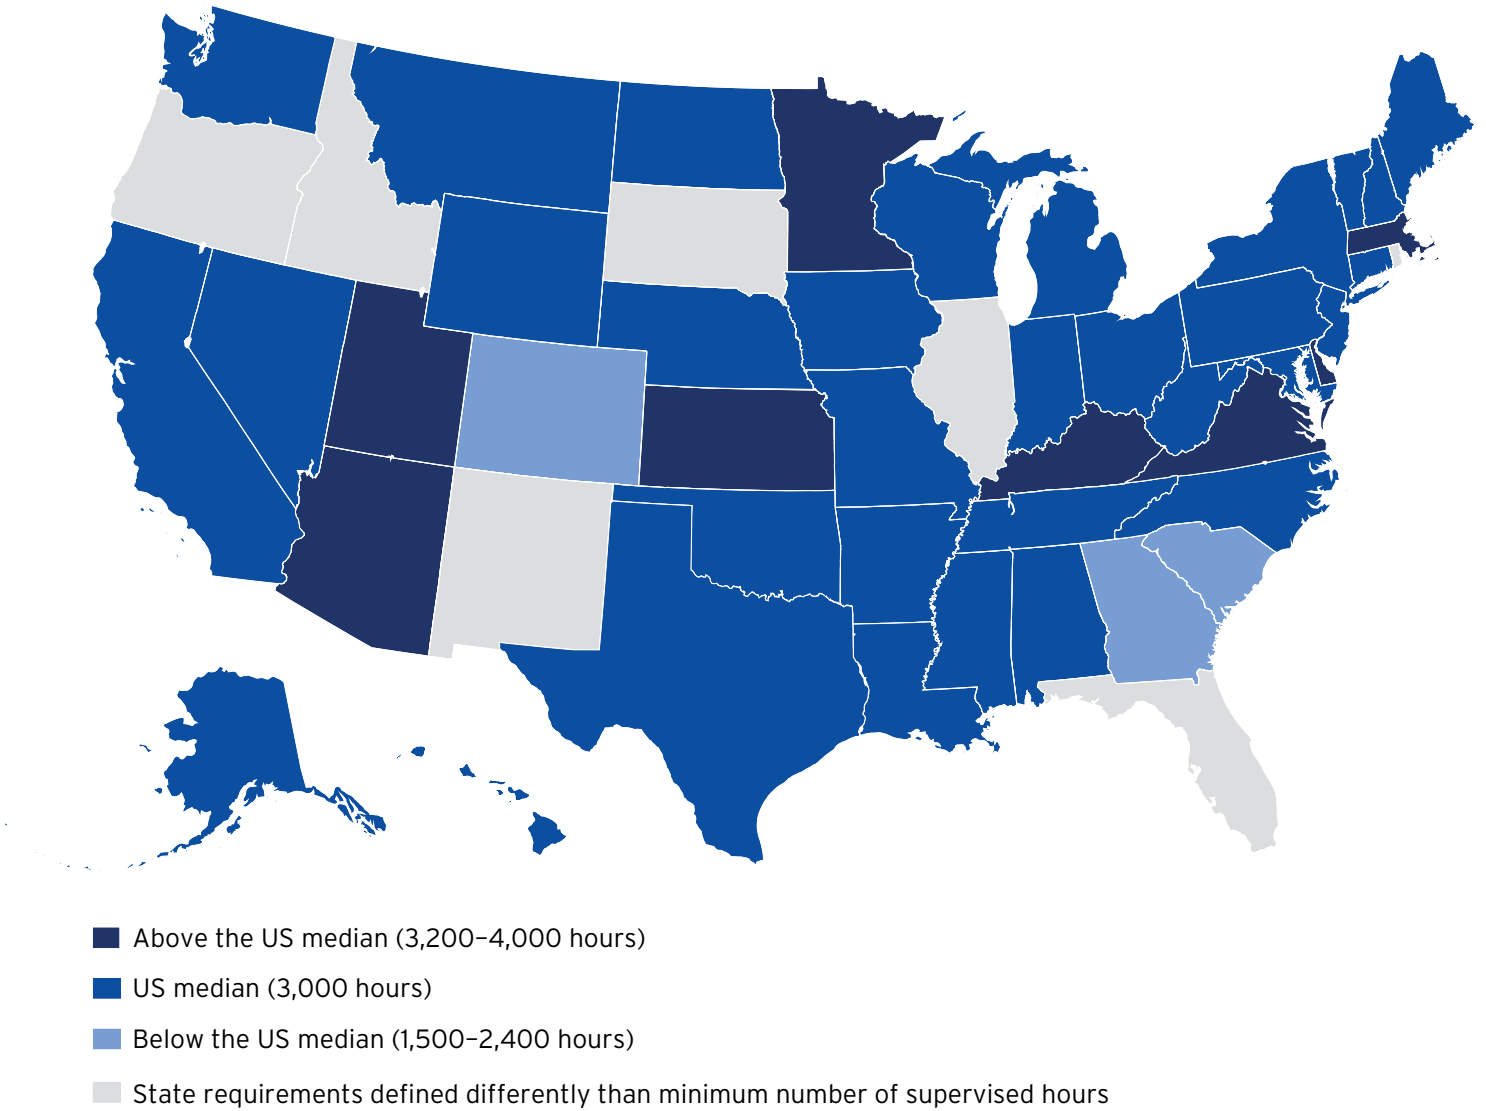 Above the US median (3,200–4,000 hours)
US median (3,000 hours)
Below the US median (1,500–2,400 hours)
State requirements defined differently than minimum number of supervised hours